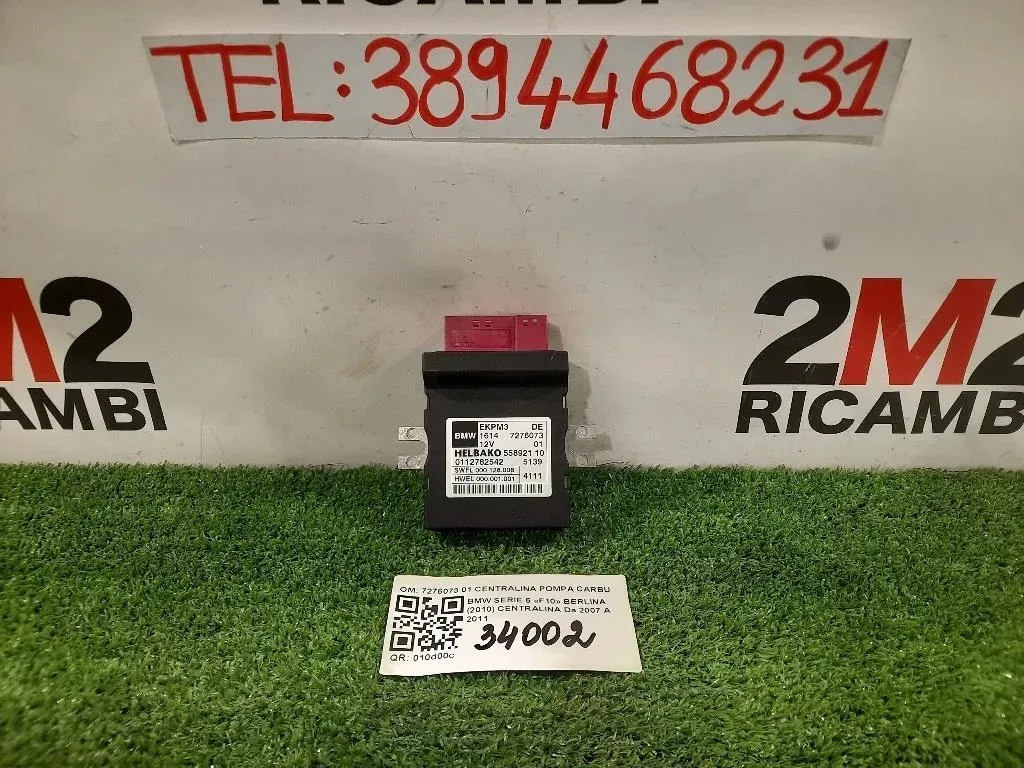 RICAMBI
TEL: 3894468231
2M2
RICAMBI
2M2
RICAMBI
EKPM3 DE
BMW 1614 7276073
12V 01
HELBAKO 558921 10
0112762542 5139
SWFL 000.128.008
HWEL 000.001.001 4111
OM: 7276073 01 CENTRALINA POMPA CARBU
BMW SERIE 5 «F10» BERLINA
(2010) CENTRALINA Da 2007 A
2011
34002
QR: 010d00c